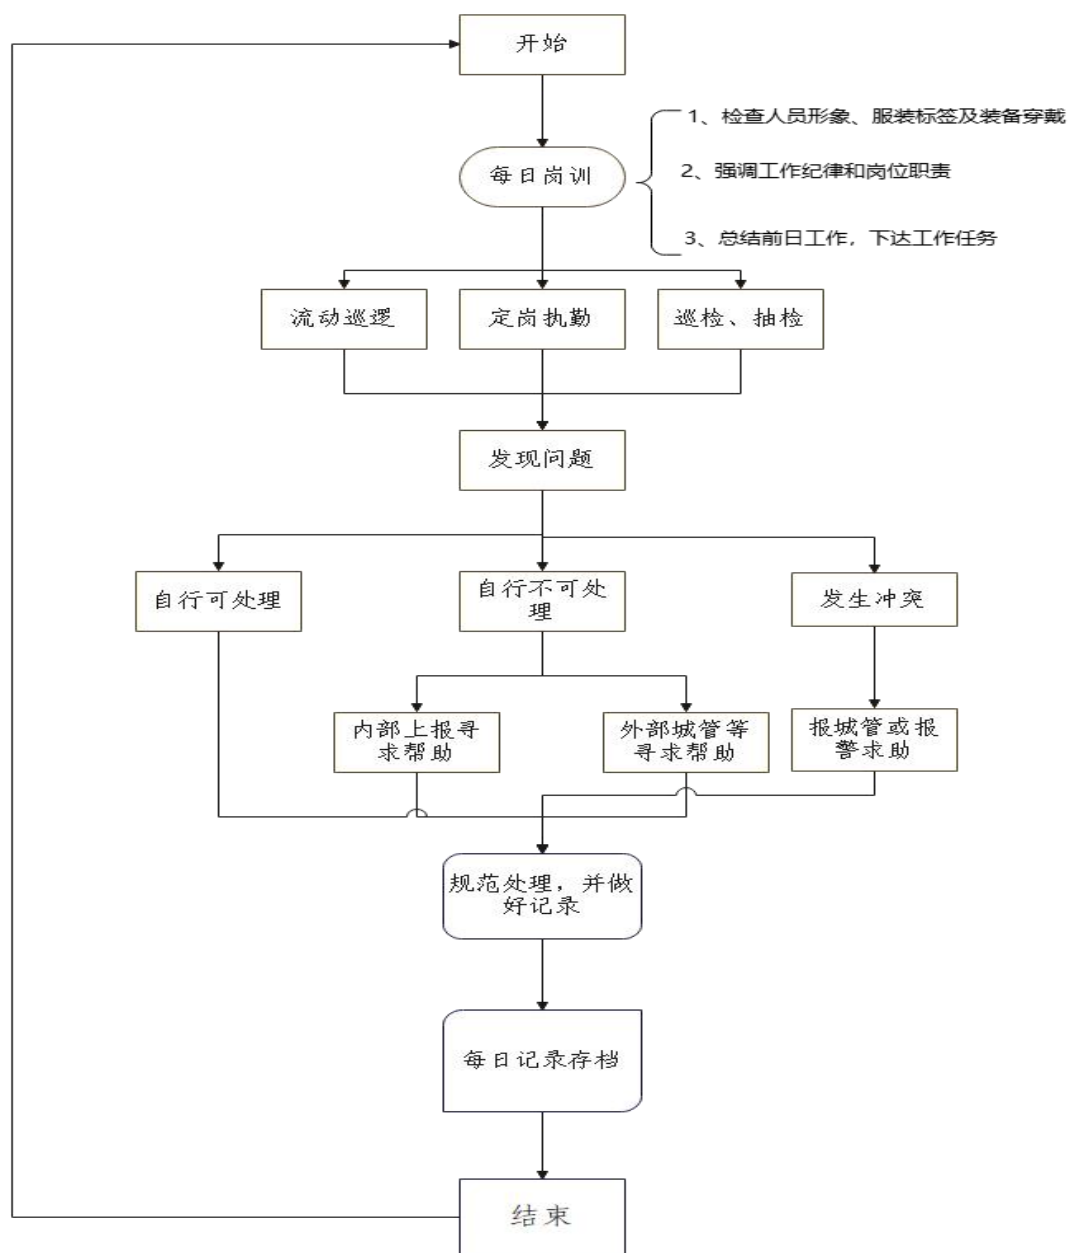 开始
每日岗训
1、检查人员形象、服装标签及装备穿戴
2、强调工作纪律和岗位职责
3、总结前日工作，下达工作任务
流动巡逻
定岗执勤
巡检、抽检
发现问题
自行可处理
自行不可处
理
发生冲突
内部上报寻
求帮助
外部城管等
寻求帮助
报城管或报
警求助
规范处理，并做
好记录
每日记录存档
结束